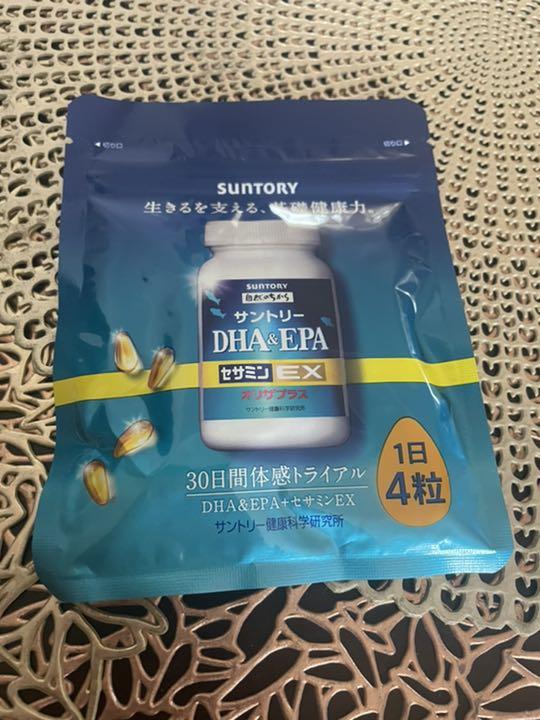 ◀切り口
切り口▶
SUNTORY
生きるを支える、基礎健康力。
SUNTORY
自然のちから
サントリー
DHA&EPA
セサミンEX
オリザプラス
サントリー健康科学研究所
30日間体感トライアル
DHA&EPA+セサミンEX
サントリー健康科学研究所
1日
4粒